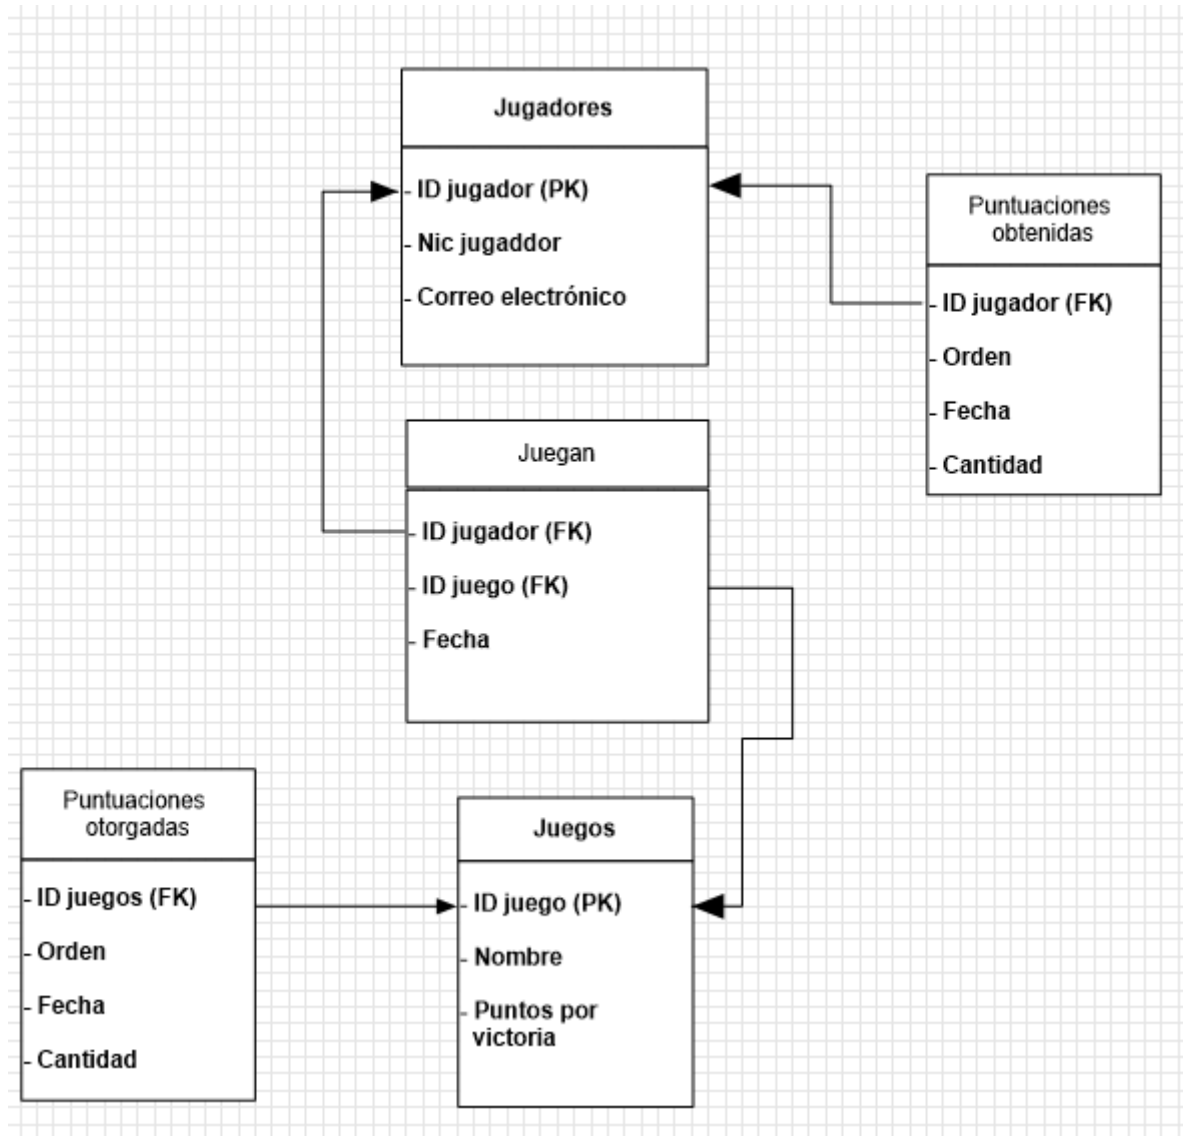 Jugadores
- ID jugador (PK)
- Nic jugaddor
- Correo electrónico
Puntuaciones
obtenidas
- ID jugador (FK)
- Orden
- Fecha
- Cantidad
Juegan
- ID jugador (FK)
- ID juego (FK)
- Fecha
Puntuaciones
otorgadas
- ID juegos (FK)
- Orden
- Fecha
- Cantidad
Juegos
- ID juego (PK)
- Nombre
- Puntos por
victoria